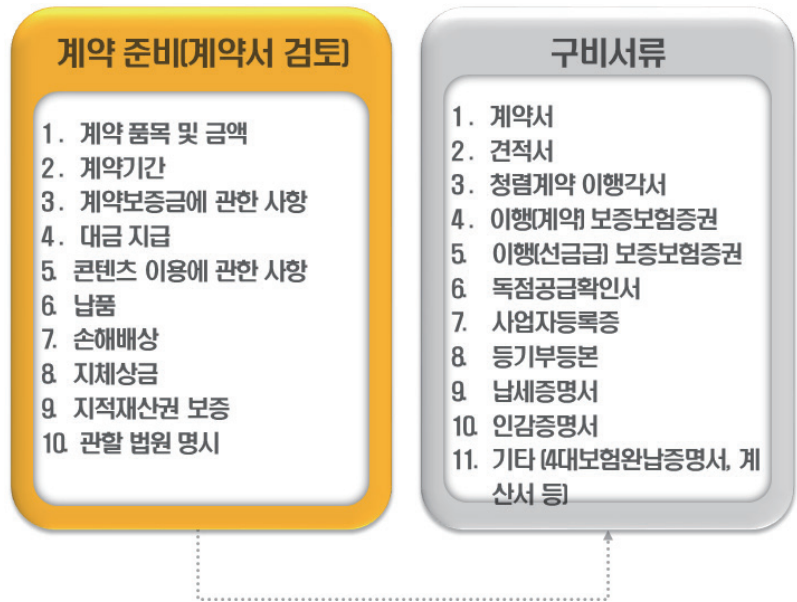 계약 준비(계약서 검토)
1. 계약 품목 및 금액
2. 계약기간
3. 계약보증금에 관한 사항
4. 대금 지급
5. 콘텐츠 이용에 관한 사항
6. 납품
7. 손해배상
8. 지체상금
9. 지적재산권 보증
10. 관할 법원 명시
구비서류
1. 계약서
2. 견적서
3. 청렴계약 이행각서
4. 이행(계약) 보증보험증권
5. 이행(선금급) 보증보험증권
6. 독점공급확인서
7. 사업자등록증
8. 등기부등본
9. 납세증명서
10. 인감증명서
11. 기타 (4대보험완납증명서, 계
산서 등)